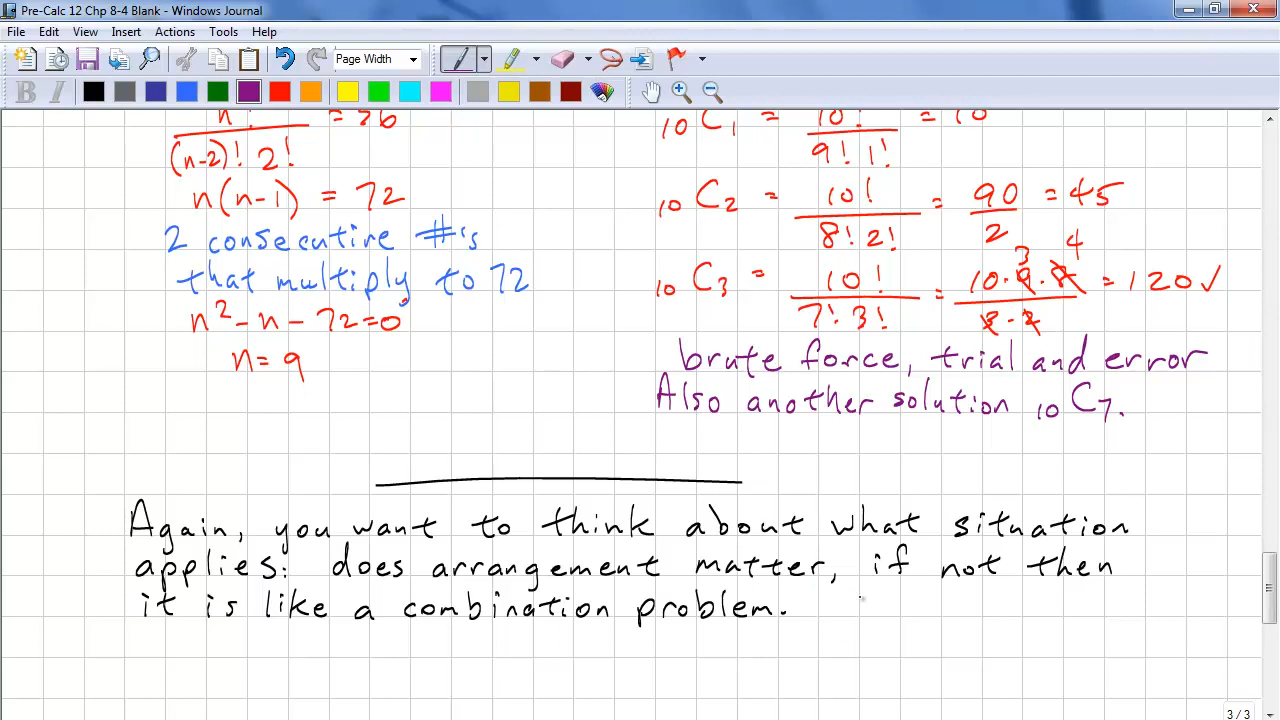 Pre-Calc 12 Chp 8-4 Blank - Windows Journal
File Edit View Insert Actions Tools Help
Page Width
B I
n! / (n-2)! 2! = 36
n(n-1) = 72
2 consecutive #'s
that multiply to 72
n² - n - 72 = 0
n = 9
₁₀C₁ = 10! / 9! 1! = 10
₁₀C₂ = 10! / 8! 2! = 90 / 2 = 45
₁₀C₃ = 10! / 7! 3! = 10 · 9 · 8 / 3 · 2 = 120 ✓
3 4
brute force, trial and error
Also another solution ₁₀C₇.
Again, you want to think about what situation
applies: does arrangement matter, if not then
it is like a combination problem.
3/3